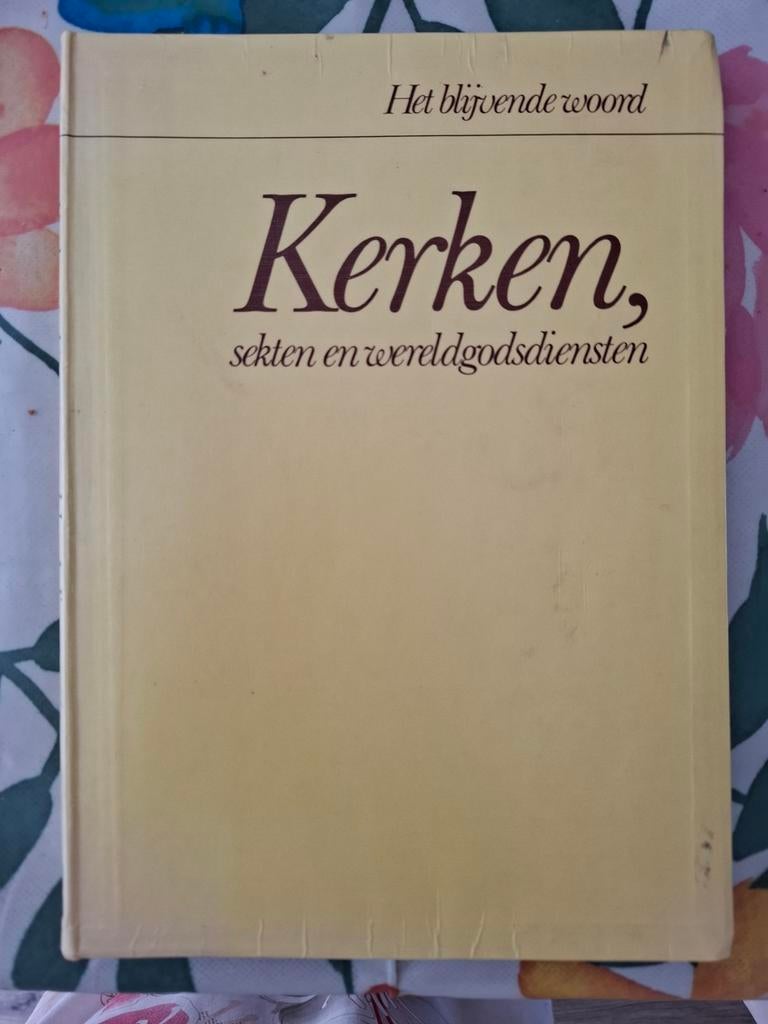 Het blijvende woord
Kerken,
sekten en wereldgodsdiensten